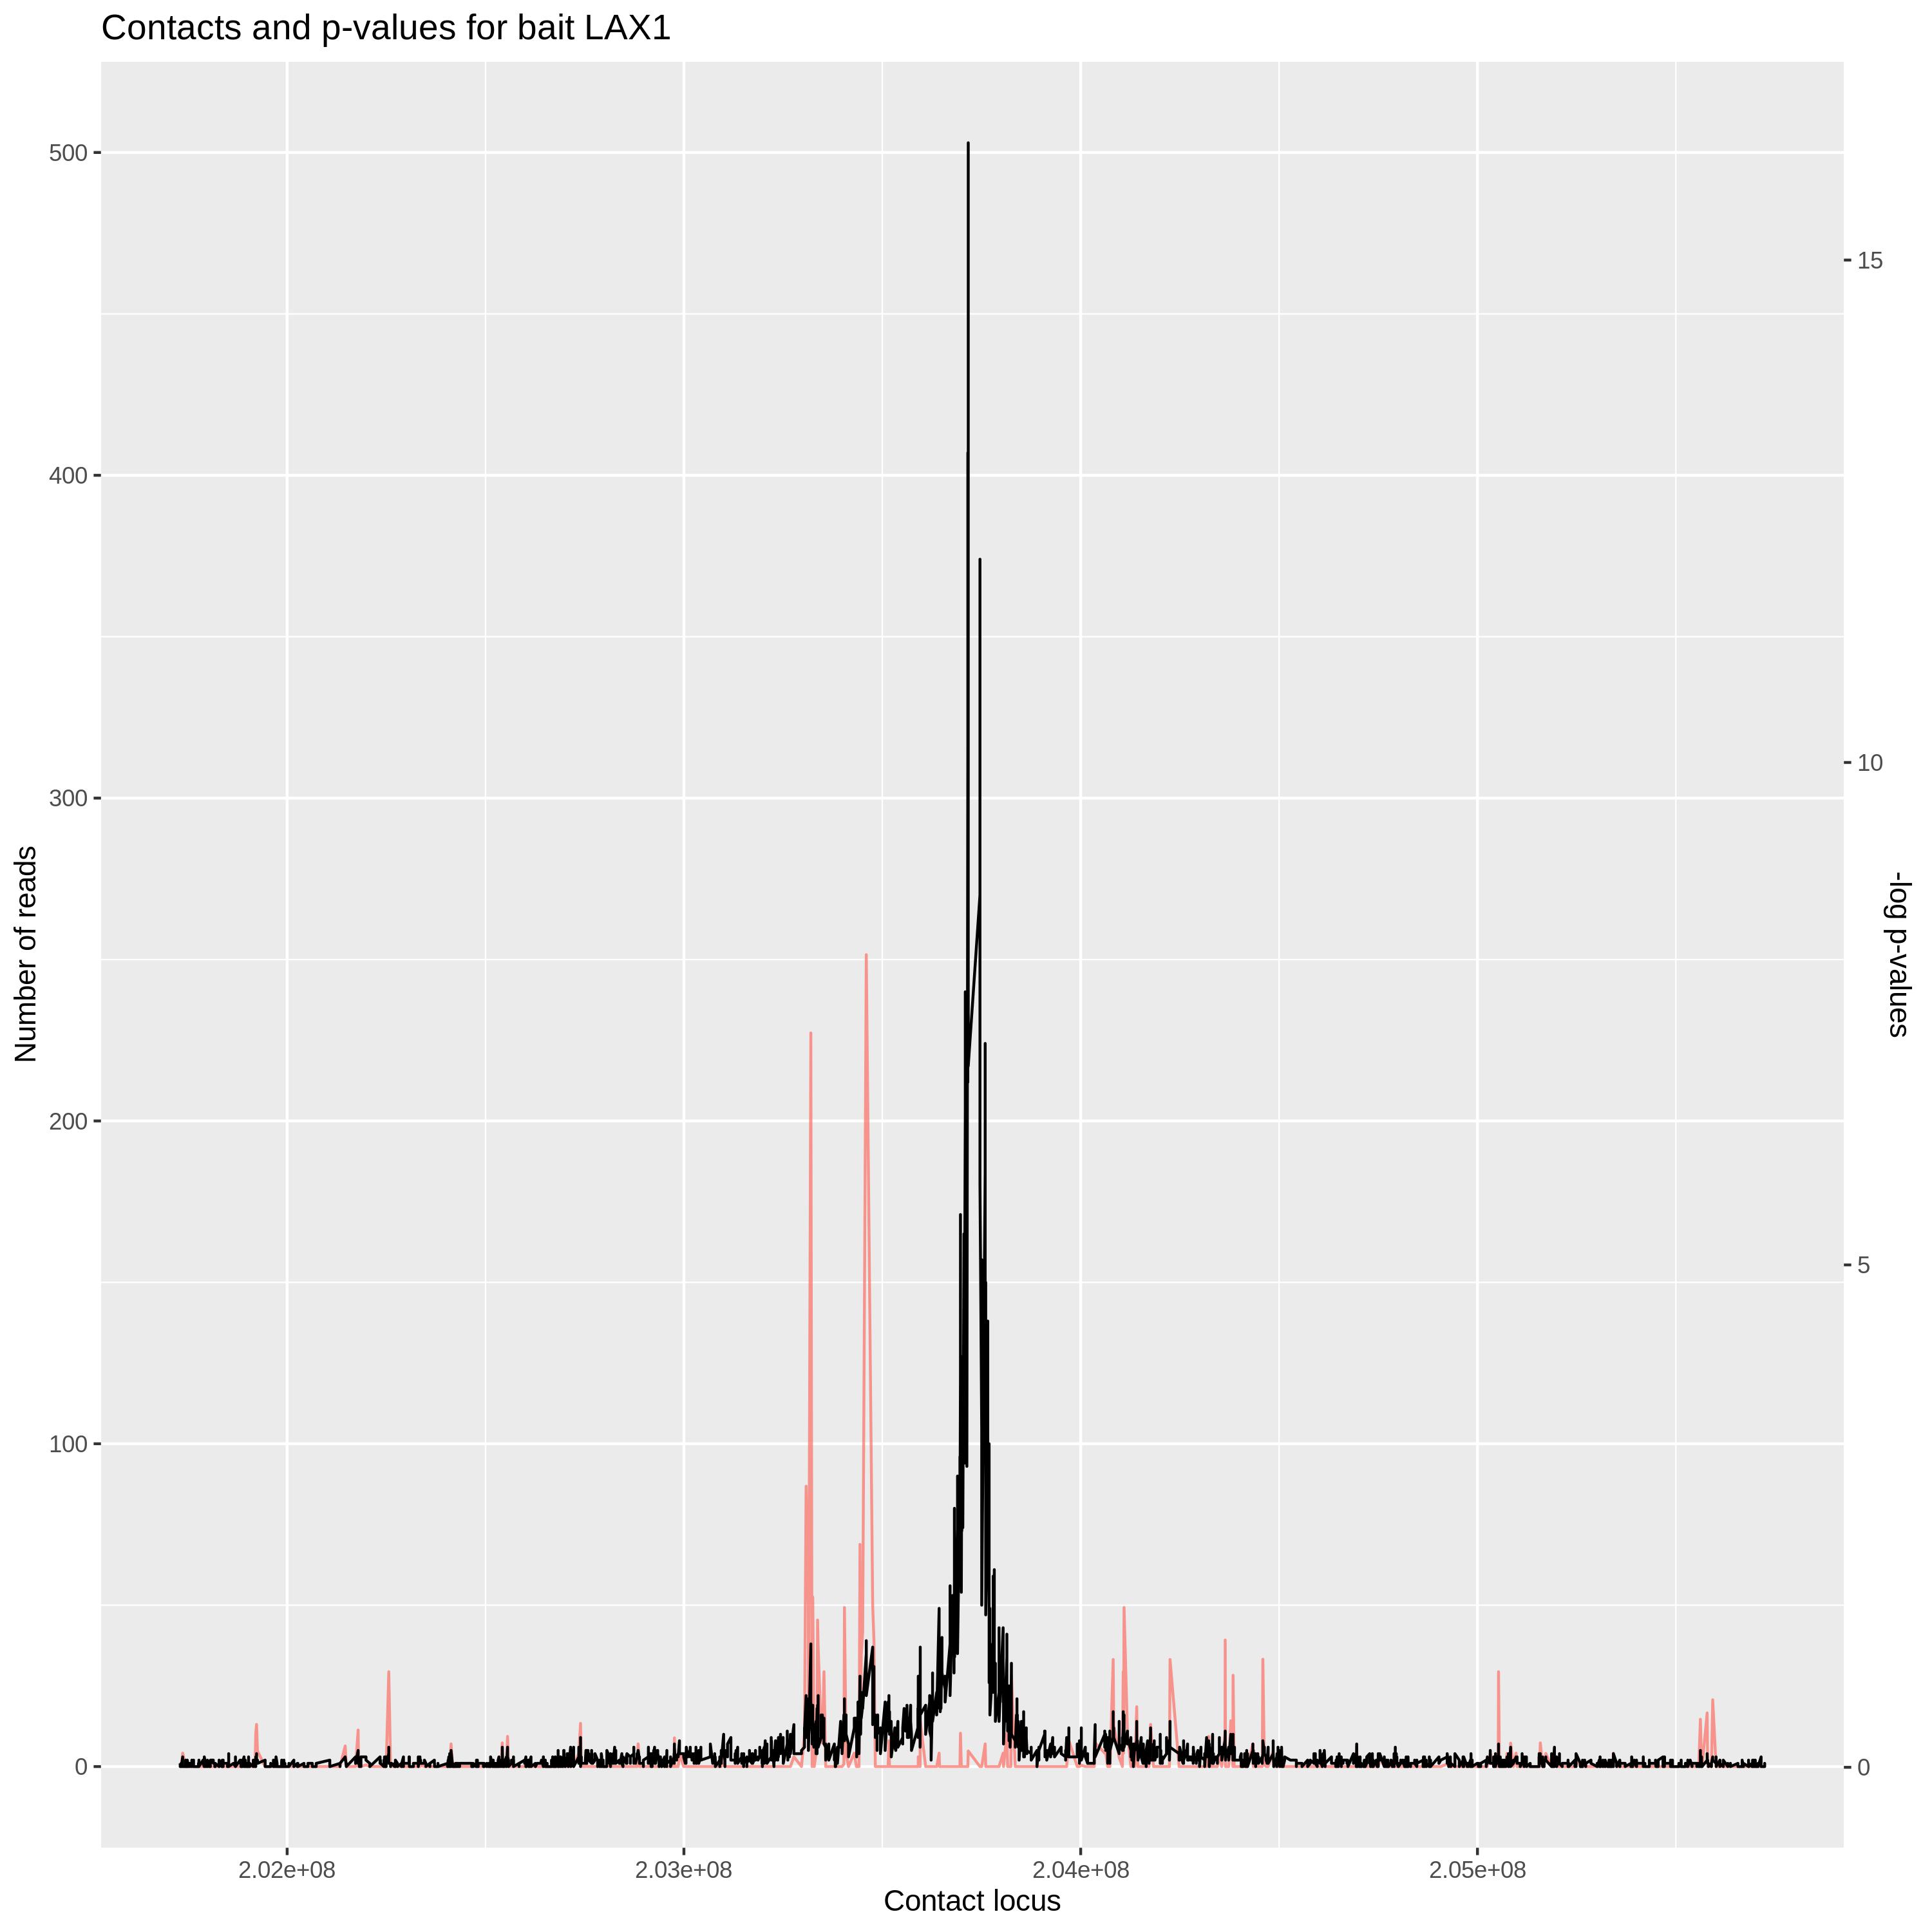 Contacts and p-values for bait LAX1
500
400
300
200
100
0
Number of reads
15
10
5
0
-log p-values
2.02e+08
2.03e+08
2.04e+08
2.05e+08
Contact locus